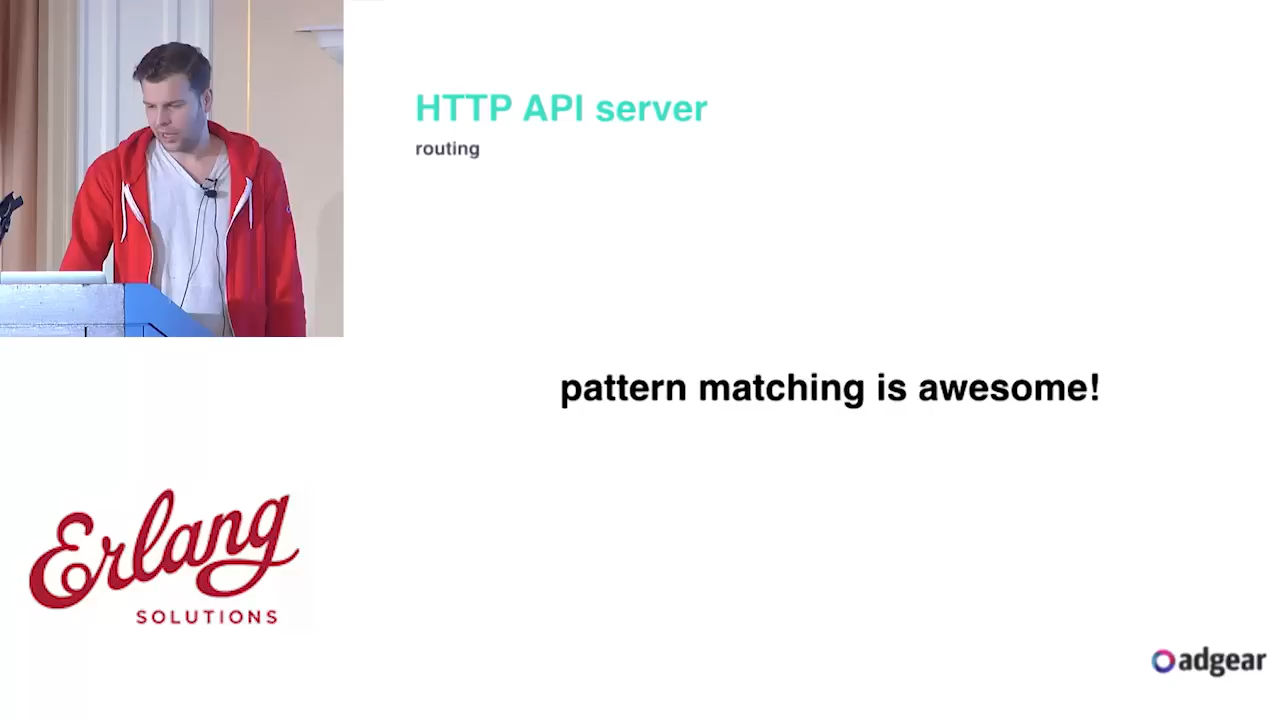 HTTP API server
routing
pattern matching is awesome!
Erlang
SOLUTIONS
adgear